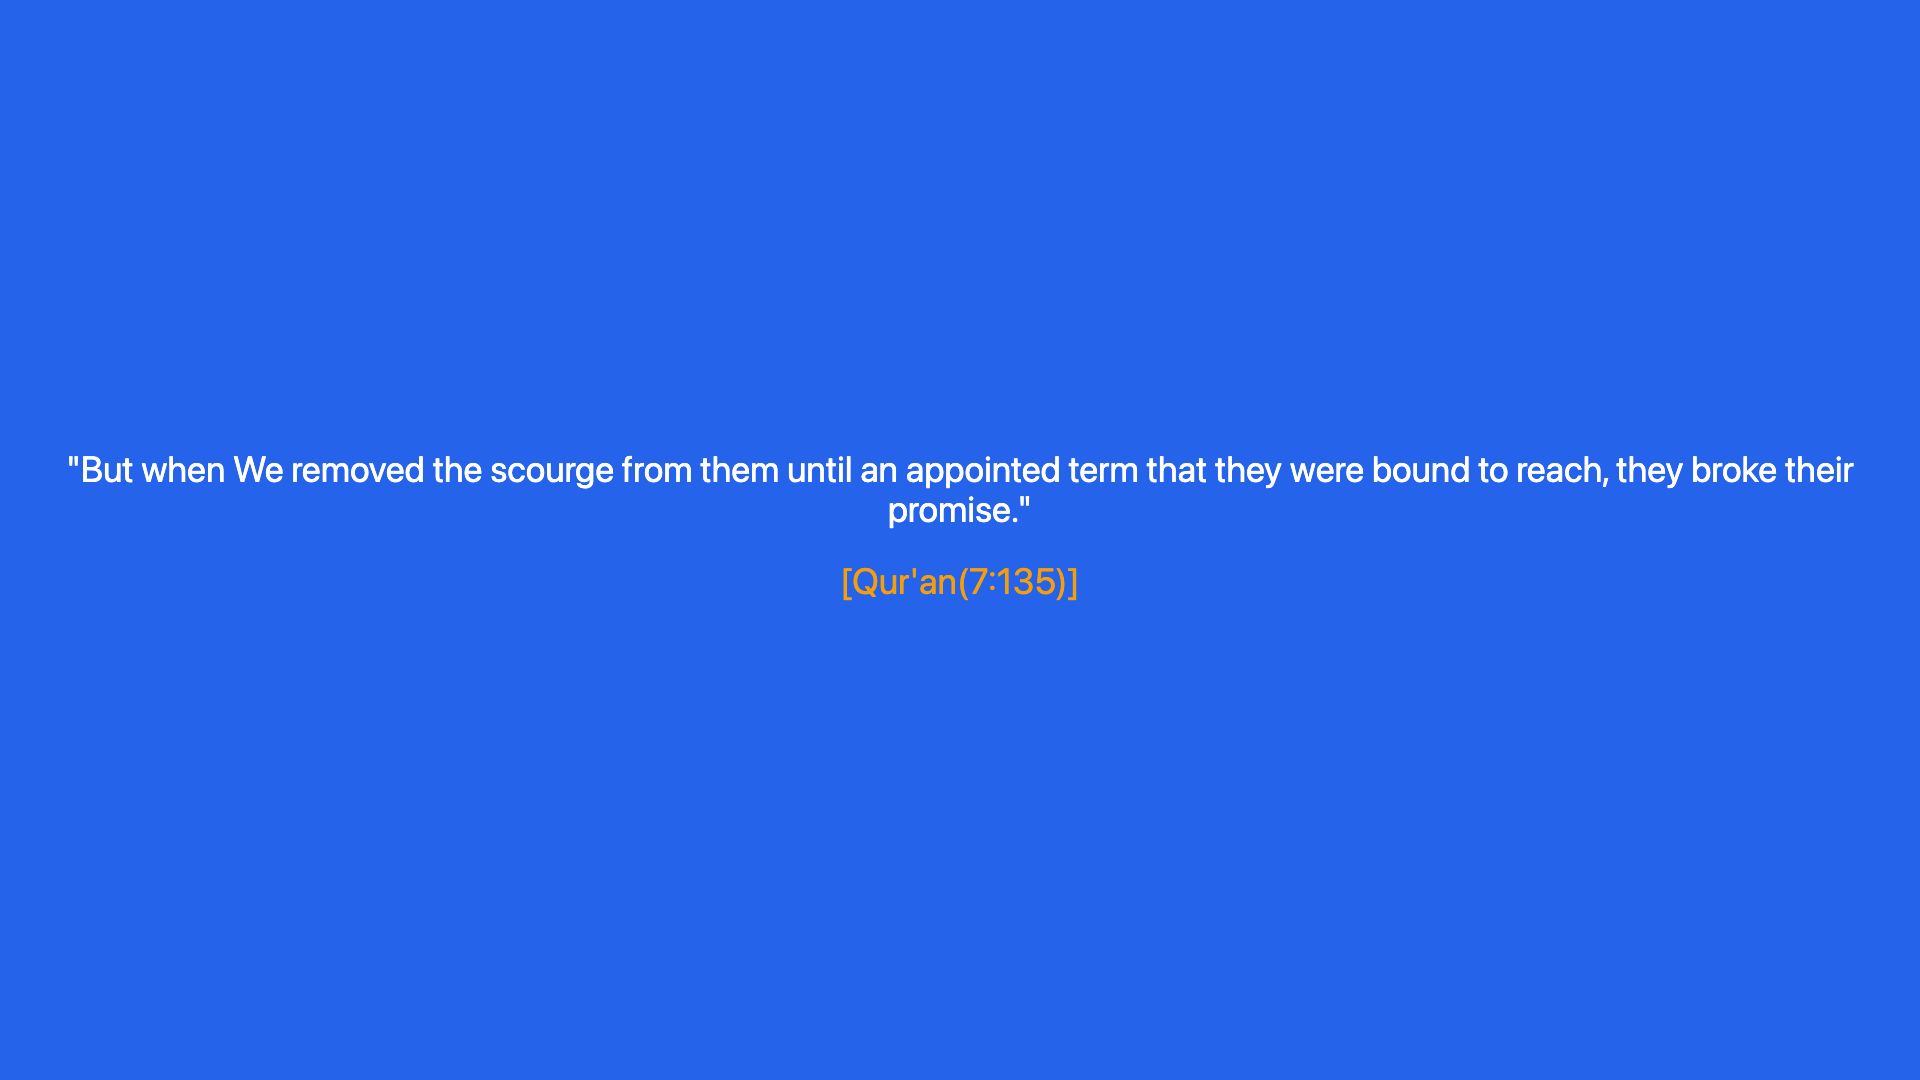 "But when We removed the scourge from them until an appointed term that they were bound to reach, they broke their
promise."
[Qur'an(7:135)]